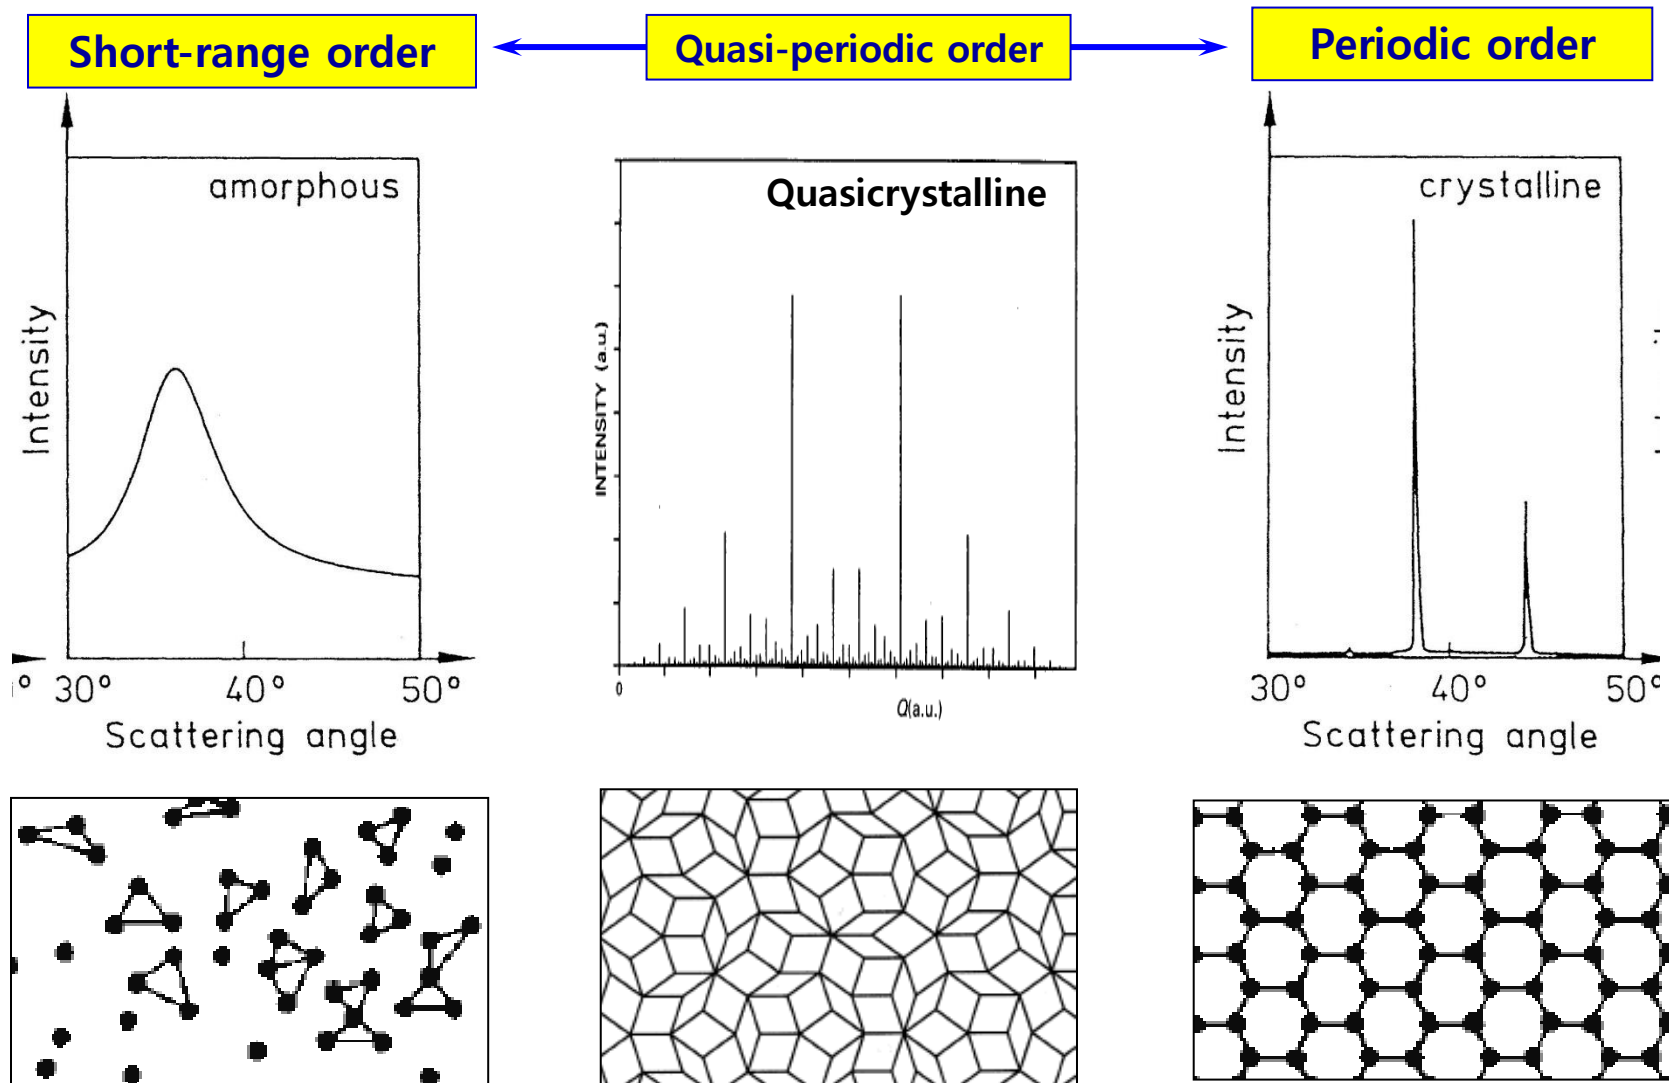 Short-range order
Quasi-periodic order
Periodic order
amorphous
Intensity
30° 40° 50°
Scattering angle
Quasicrystalline
INTENSITY (a.u.)
0
Q(a.u.)
crystalline
Intensity
30° 40° 50°
Scattering angle